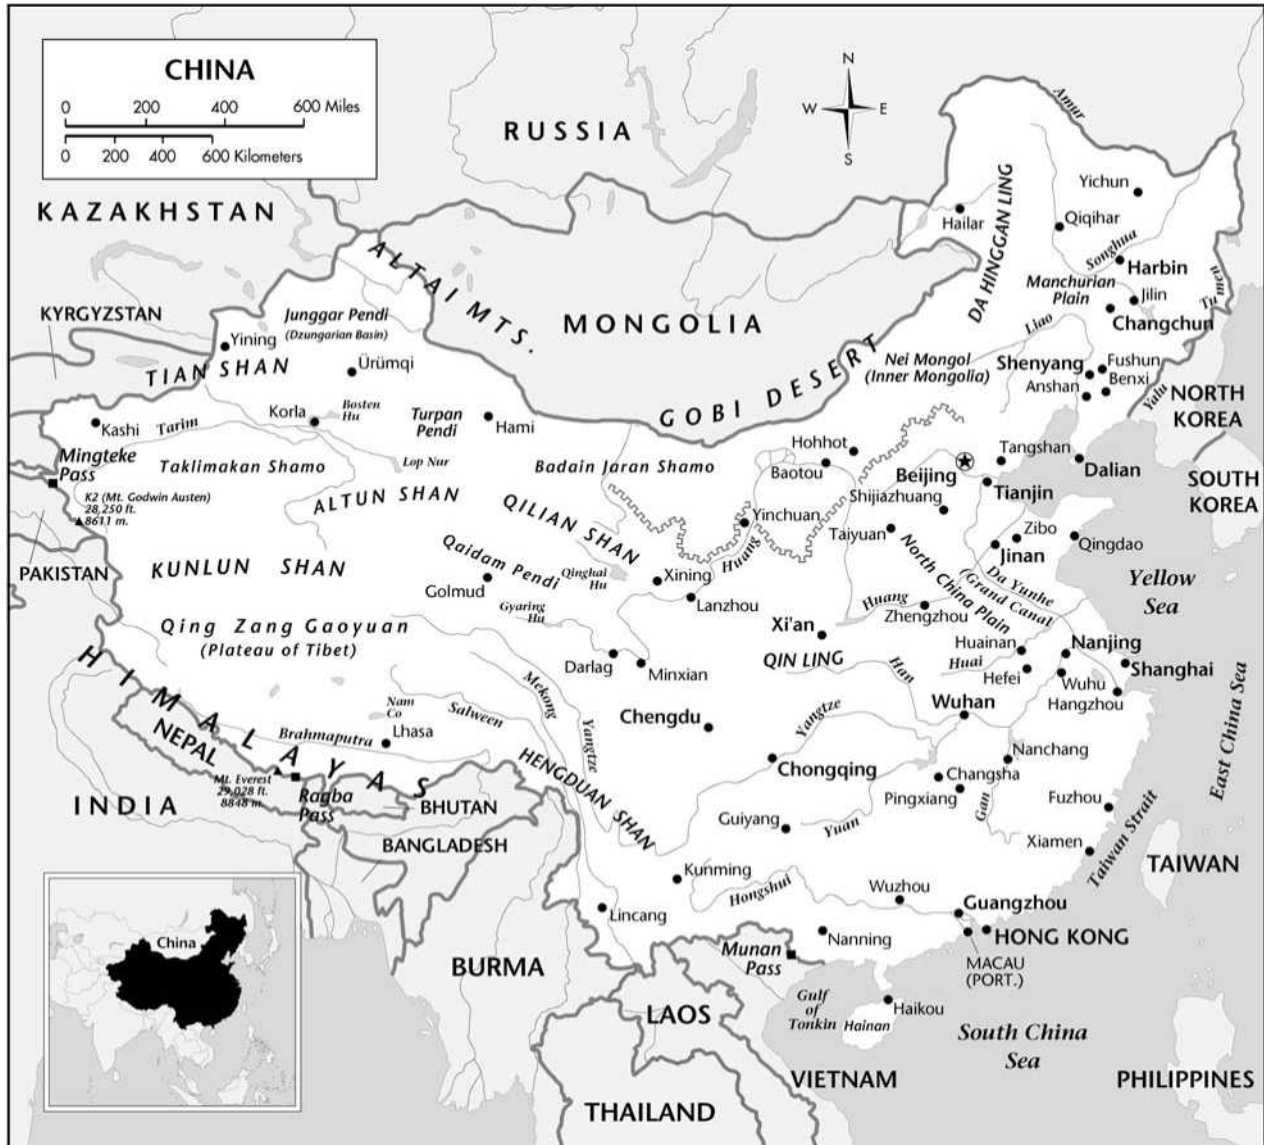 CHINA
0 200 400 600 Miles
0 200 400 600 Kilometers
N
W E
S
RUSSIA
KAZAKHSTAN
Amur
Yichun
Hailar
Qiqihar
DA HINGGAN LING
Songhua
Harbin
ALTAI MTS.
Manchurian
Plain
Jilin
Tumen
KYRGYZSTAN
Junggar Pendi
(Dzungarian Basin)
MONGOLIA
Changchun
Liao
Yining
TIAN SHAN
Ürümqi
Nei Mongol
(Inner Mongolia)
Shenyang
Fushun
Anshan
Benxi
GOBI DESERT
Yalu
NORTH
KOREA
Kashi
Tarim
Korla
Bosten
Hu
Turpan
Pendi
Hami
Hohhot
Tangshan
Mingteke
Pass
Taklimakan Shamo
Lop Nur
Badain Jaran Shamo
Baotou
Beijing
Dalian
SOUTH
KOREA
K2 (Mt. Godwin Austen)
28,250 ft.
8611 m.
ALTUN SHAN
QILIAN SHAN
Shijiazhuang
Tianjin
Yinchuan
Taiyuan
Zibo
Jinan
Qingdao
PAKISTAN
KUNLUN SHAN
Qaidam Pendi
Qinghai
Hu
Xining
Huang
North China Plain
Da Yunhe
(Grand Canal)
Yellow
Sea
Golmud
Gyaring
Hu
Lanzhou
Huang
Zhengzhou
Qing Zang Gaoyuan
(Plateau of Tibet)
Xi'an
QIN LING
Huainan
Nanjing
Darlag
Minxian
Huai
Hefei
Wuhu
Shanghai
Hangzhou
HIMALAYAS
Mekong
Han
Nam
Co
Salween
Yangtze
Chengdu
Yangtze
Wuhan
East China Sea
NEPAL
Brahmaputra
Lhasa
HENGDUAN SHAN
Chongqing
Nanchang
Mt. Everest
29,028 ft.
8848 m.
Ragba
Pass
Changsha
Pingxiang
Gan
Fuzhou
INDIA
BHUTAN
Guiyang
Yuan
Xiamen
Taiwan Strait
BANGLADESH
TAIWAN
Kunming
Hongshui
Wuzhou
Guangzhou
Lincang
HONG KONG
China
BURMA
Munan
Pass
Nanning
MACAU
(PORT.)
LAOS
Gulf
of
Tonkin
Hainan
Haikou
South China
Sea
VIETNAM
PHILIPPINES
THAILAND